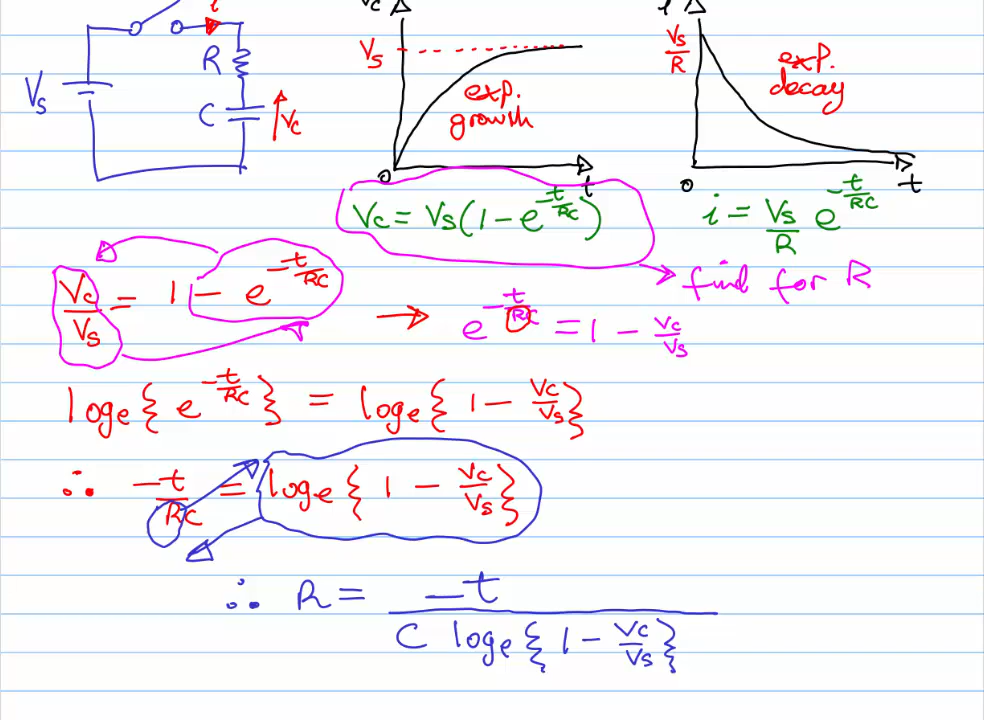 i Vc i
R Vs Vs/R exp. decay
Vs C Vc exp. growth
0 t 0 t
Vc = Vs(1 - e^(-t/RC)) i = Vs/R e^(-t/RC)
Vc/Vs = 1 - e^(-t/RC) → find for R
→ e^(-t/RC) = 1 - Vc/Vs
loge{ e^(-t/RC) } = loge{ 1 - Vc/Vs }
∴ -t/RC = loge{ 1 - Vc/Vs }
∴ R = -t / C loge{ 1 - Vc/Vs }